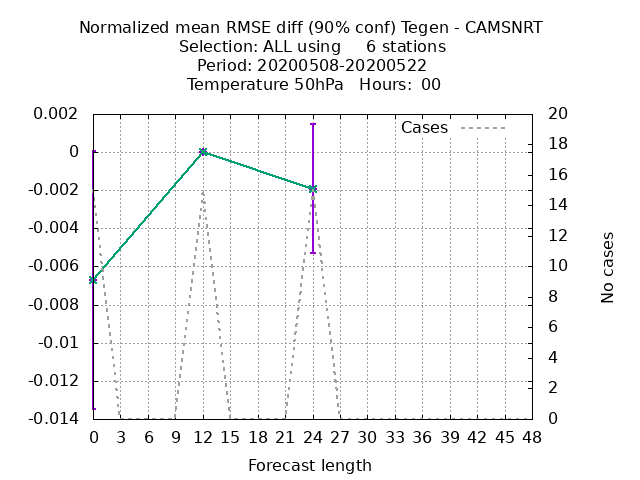 Normalized mean RMSE diff (90% conf) Tegen - CAMSNRT
Selection: ALL using     6 stations
Period: 20200508-20200522
Temperature 50hPa   Hours:  00
Cases
0.002
0
-0.002
-0.004
-0.006
-0.008
-0.01
-0.012
-0.014
20
18
16
14
12
10
8
6
4
2
0
No cases
0 3 6 9 12 15 18 21 24 27 30 33 36 39 42 45 48
Forecast length